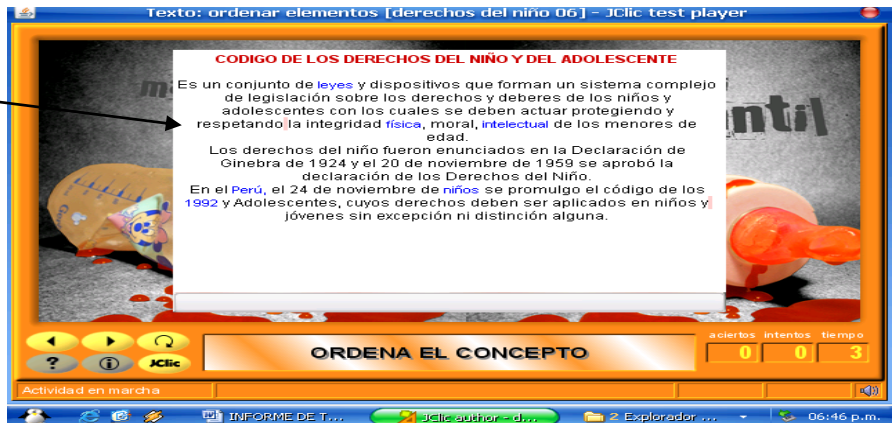 Texto: ordenar elementos [derechos del niño 06] - JClic test player
CODIGO DE LOS DERECHOS DEL NIÑO Y DEL ADOLESCENTE
Es un conjunto de leyes y dispositivos que forman un sistema complejo
de legislación sobre los derechos y deberes de los niños y
adolescentes con los cuales se deben actuar protegiendo y
respetando la integridad física, moral, intelectual de los menores de
edad.
Los derechos del niño fueron enunciados en la Declaración de
Ginebra de 1924 y el 20 de noviembre de 1959 se aprobó la
declaración de los Derechos del Niño.
En el Perú, el 24 de noviembre de niños se promulgo el código de los
1992 y Adolescentes, cuyos derechos deben ser aplicados en niños y
jóvenes sin excepción ni distinción alguna.
m
ntil
ORDENA EL CONCEPTO
aciertos intentos tiempo
0 0 3
? i JClic
Actividad en marcha
INFORME DE T... JClic author - d... 2 Explorador ... 06:46 p.m.